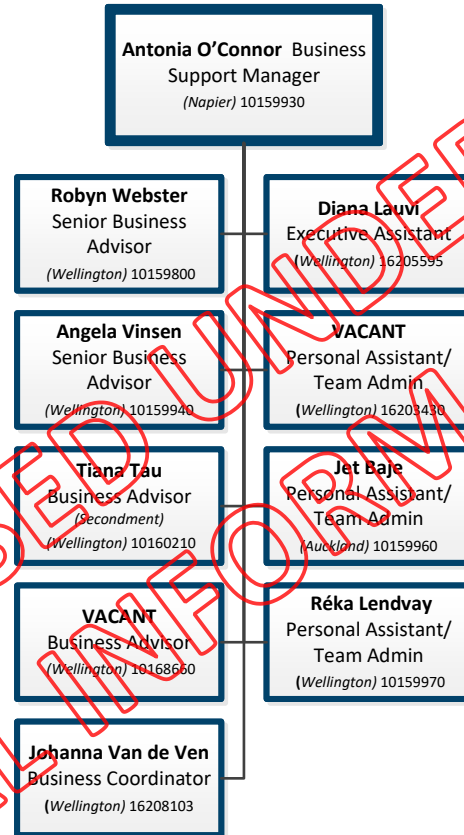 Antonia O’Connor Business
Support Manager
(Napier) 10159930
Robyn Webster
Senior Business
Advisor
(Wellington) 10159800
Diana Lauvi
Executive Assistant
(Wellington) 16205595
Angela Vinsen
Senior Business
Advisor
(Wellington) 10159940
VACANT
Personal Assistant/
Team Admin
(Wellington) 16203430
Tiana Tau
Business Advisor
(Secondment)
(Wellington) 10160210
Jet Baje
Personal Assistant/
Team Admin
(Auckland) 10159960
VACANT
Business Advisor
(Wellington) 10168660
Réka Lendvay
Personal Assistant/
Team Admin
(Wellington) 10159970
Johanna Van de Ven
Business Coordinator
(Wellington) 16208103